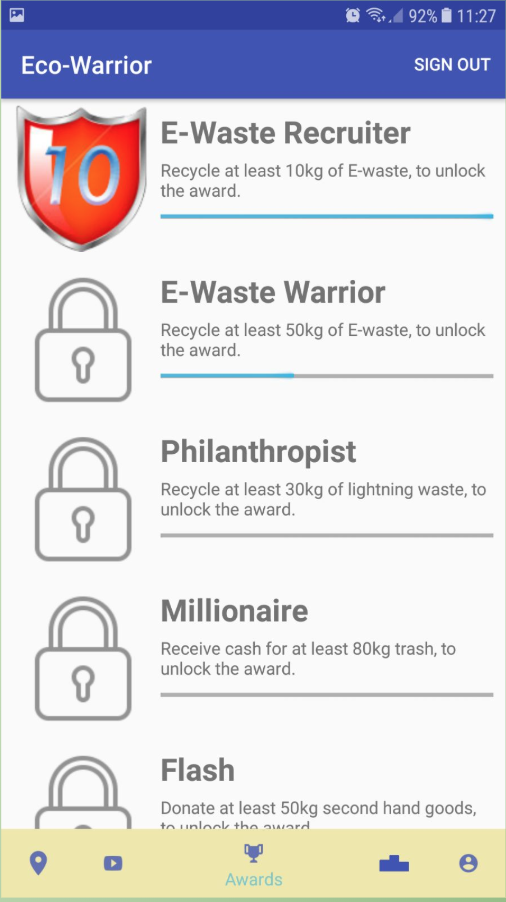 92% 11:27
Eco-Warrior SIGN OUT
10
E-Waste Recruiter
Recycle at least 10kg of E-waste, to unlock
the award.
E-Waste Warrior
Recycle at least 50kg of E-waste, to unlock
the award.
Philanthropist
Recycle at least 30kg of lightning waste, to
unlock the award.
Millionaire
Receive cash for at least 80kg trash, to
unlock the award.
Flash
Donate at least 50kg second hand goods,
to unlock the award
Awards